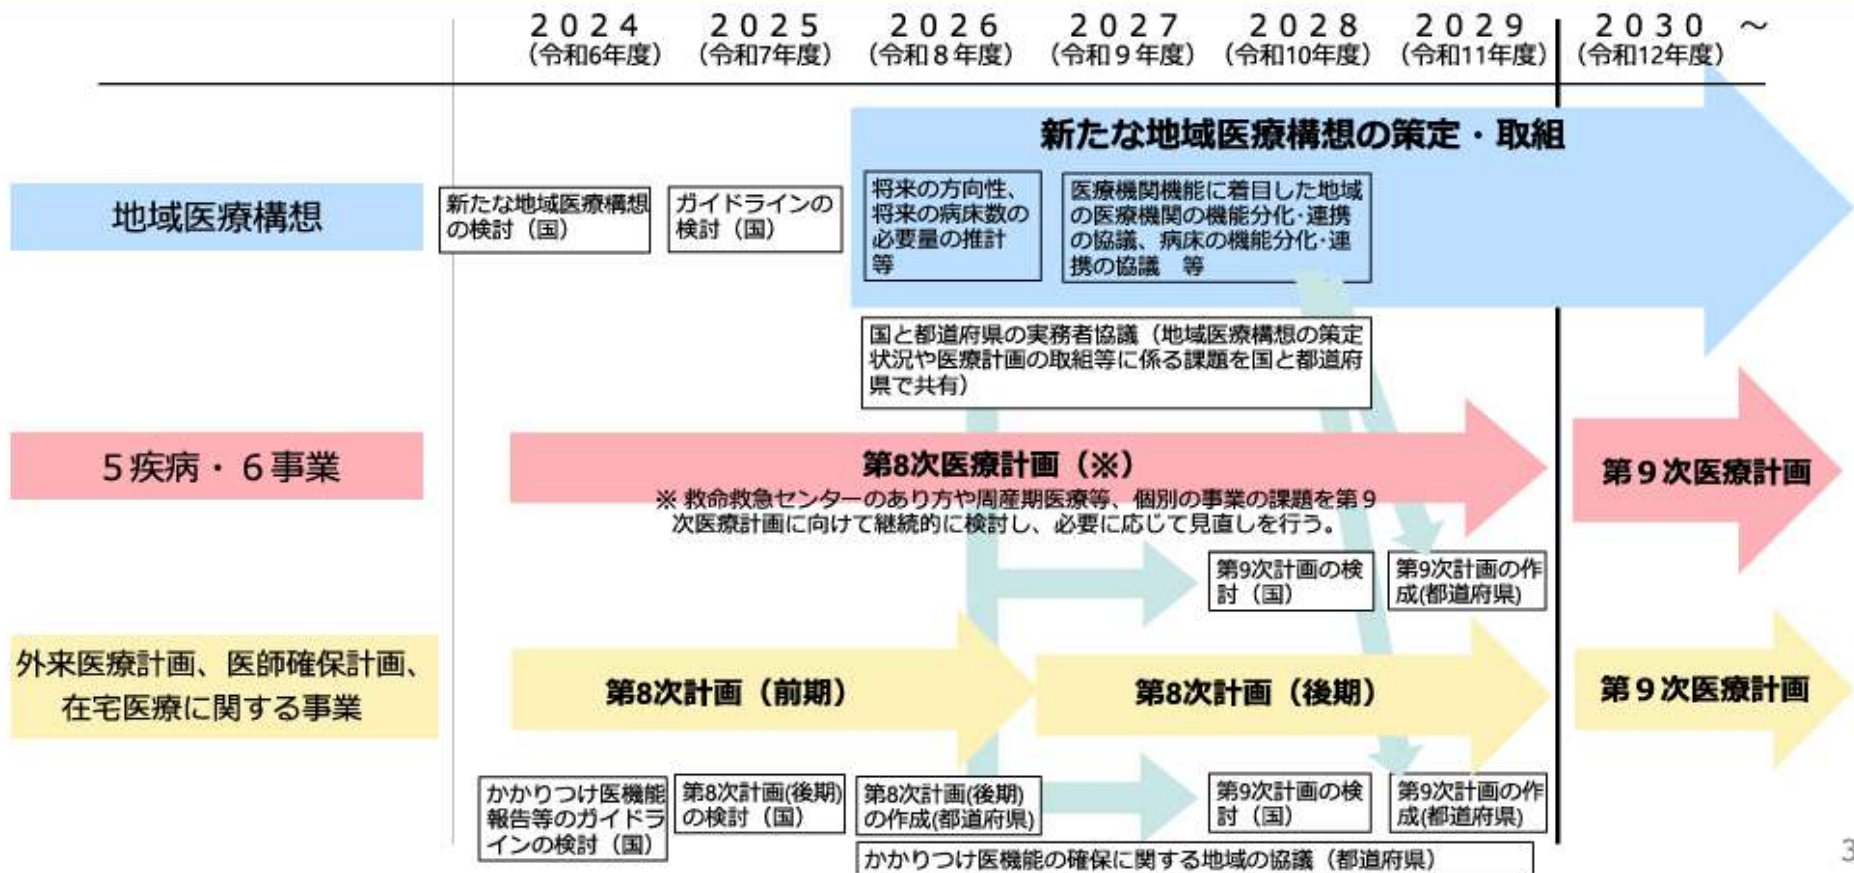 ２０２４
（令和6年度）
２０２５
（令和7年度）
２０２６
（令和８年度）
２０２７
（令和９年度）
２０２８
（令和10年度）
２０２９
（令和11年度）
２０３０　～
（令和12年度）
地域医療構想
新たな地域医療構想の策定・取組
新たな地域医療構想
の検討（国）
ガイドラインの
検討（国）
将来の方向性、
将来の病床数の
必要量の推計
等
医療機関機能に着目した地域
の医療機関の機能分化･連携
の協議、病床の機能分化･連
携の協議　等
国と都道府県の実務者協議（地域医療構想の策定
状況や医療計画の取組等に係る課題を国と都道府
県で共有）
５疾病・６事業
第8次医療計画（※）
※ 救命救急センターのあり方や周産期医療等、個別の事業の課題を第９
次医療計画に向けて継続的に検討し、必要に応じて見直しを行う。
第９次医療計画
第9次計画の検
討（国）
第9次計画の作
成(都道府県)
外来医療計画、医師確保計画、
在宅医療に関する事業
第8次計画（前期）
第8次計画（後期）
第９次医療計画
かかりつけ医機能
報告等のガイドラ
インの検討（国）
第8次計画(後期)
の検討（国）
第8次計画(後期)
の作成(都道府県)
第9次計画の検
討（国）
第9次計画の作
成(都道府県)
かかりつけ医機能の確保に関する地域の協議（都道府県）
3